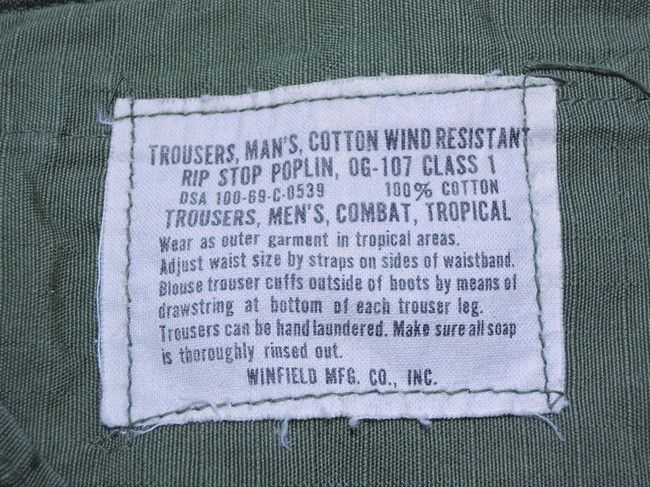 TROUSERS, MAN'S, COTTON WIND RESISTANT
RIP STOP POPLIN, OG-107 CLASS 1
DSA 100-69-C-0539 100% COTTON
TROUSERS, MEN'S, COMBAT, TROPICAL
Wear as outer garment in tropical areas.
Adjust waist size by straps on sides of waistband.
Blouse trouser cuffs outside of boots by means of
drawstring at bottom of each trouser leg.
Trousers can be hand laundered. Make sure all soap
is thoroughly rinsed out.
WINFIELD MFG. CO., INC.